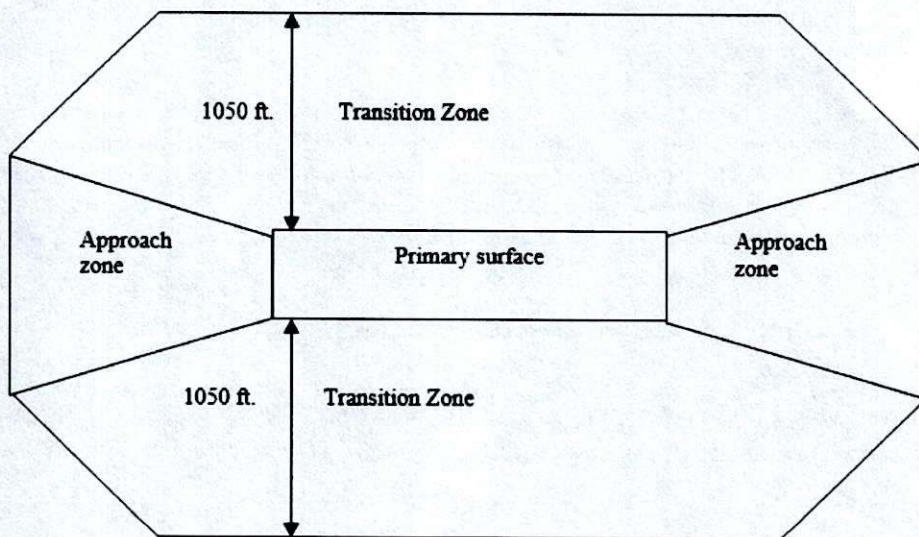 1050 ft.
Transition Zone
Approach
zone
Primary surface
Approach
zone
1050 ft.
Transition Zone